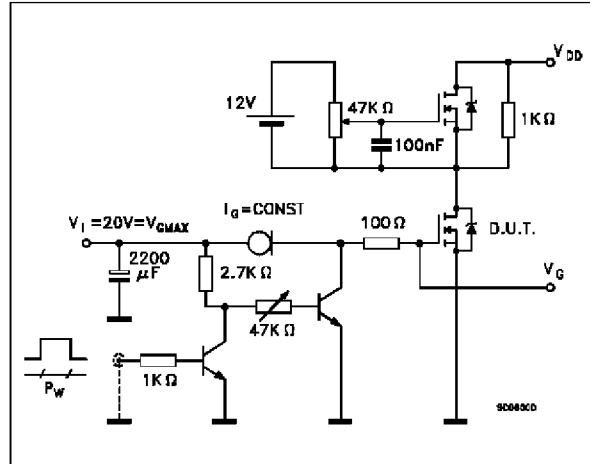 V_DD
12V
47K Ω
100nF
1K Ω
I_G=CONST
V_I =20V=V_GMAX
100 Ω
D.U.T.
2200
μF
2.7K Ω
V_G
47K Ω
1K Ω
P_W